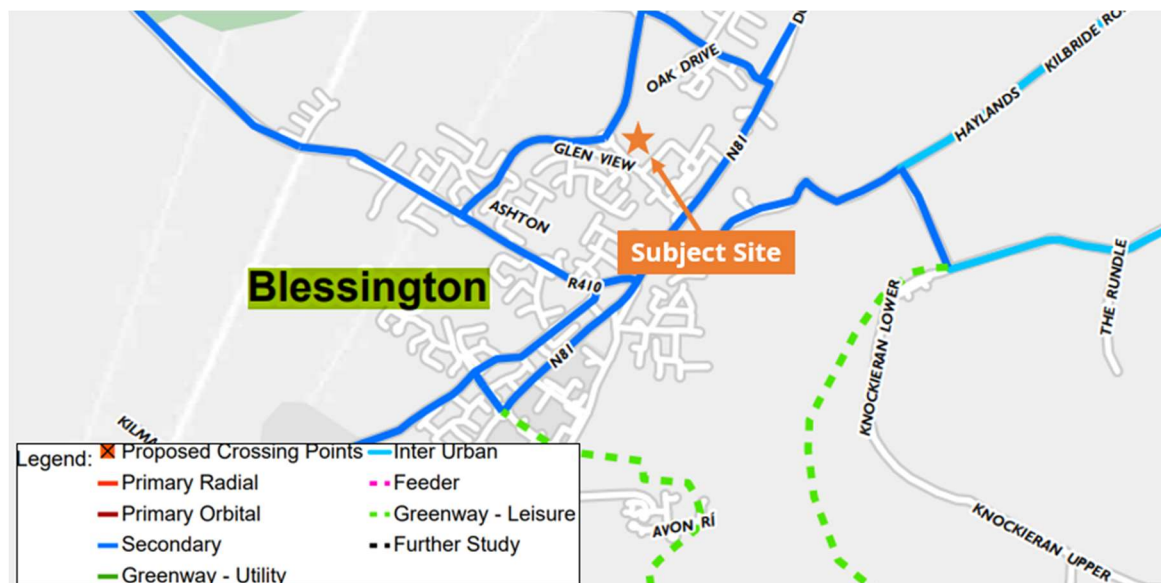 OAK DRIVE
N81
HAYLANDS
KILBRIDE RO
GLEN VIEW
ASHTON
Subject Site
Blessington
R410
N81
KNOCKIERAN LOWER
THE RUNDLE
KILMA
Legend:
Proposed Crossing Points
Inter Urban
Primary Radial
Feeder
Primary Orbital
Greenway - Leisure
Secondary
Further Study
Greenway - Utility
AVON RÍ
KNOCKIERAN UPPER